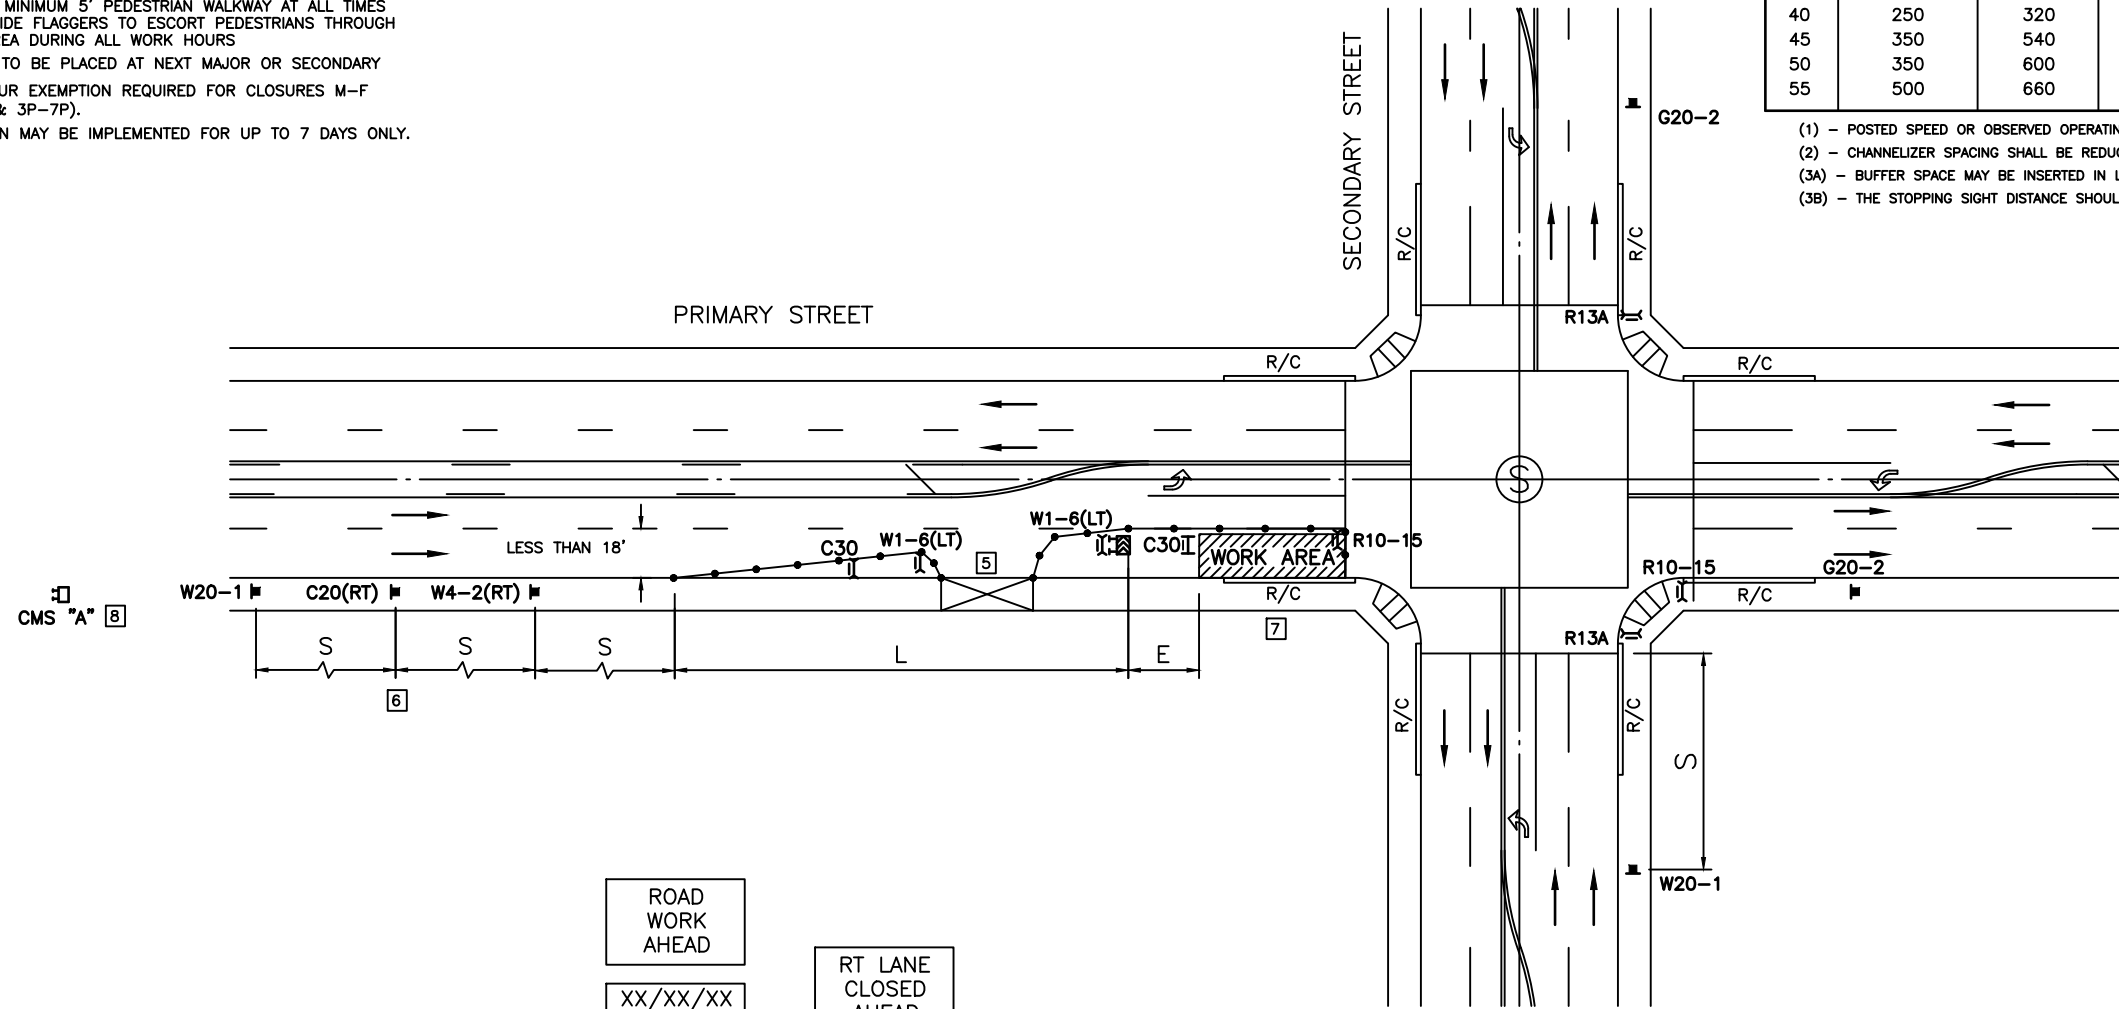 MINIMUM 5' PEDESTRIAN WALKWAY AT ALL TIMES
FLAGGERS TO ESCORT PEDESTRIANS THROUGH
DURING ALL WORK HOURS
TO BE PLACED AT NEXT MAJOR OR SECONDARY
EXEMPTION REQUIRED FOR CLOSURES M-F
& 3P-7P).
MAY BE IMPLEMENTED FOR UP TO 7 DAYS ONLY.
40 250 320
45 350 540
50 350 600
55 500 660
(1) - POSTED SPEED OR OBSERVED
(2) - CHANNELIZER SPACING SHALL BE
(3A) - BUFFER SPACE MAY BE INSERTED IN
(3B) - THE STOPPING SIGHT DISTANCE
SECONDARY STREET
G20-2
R/C
R/C
PRIMARY STREET
R13A
R/C
R/C
S
LESS THAN 18'
W1-6(LT)
C30
W1-6(LT)
C30
WORK AREA
R10-15
5
R10-15
G20-2
CMS "A" 8
W20-1
C20(RT)
W4-2(RT)
R/C
R/C
7
R13A
S
S
S
L
E
6
R/C
R/C
S
W20-1
ROAD
WORK
AHEAD
XX/XX/XX
RT LANE
CLOSED
AHEAD